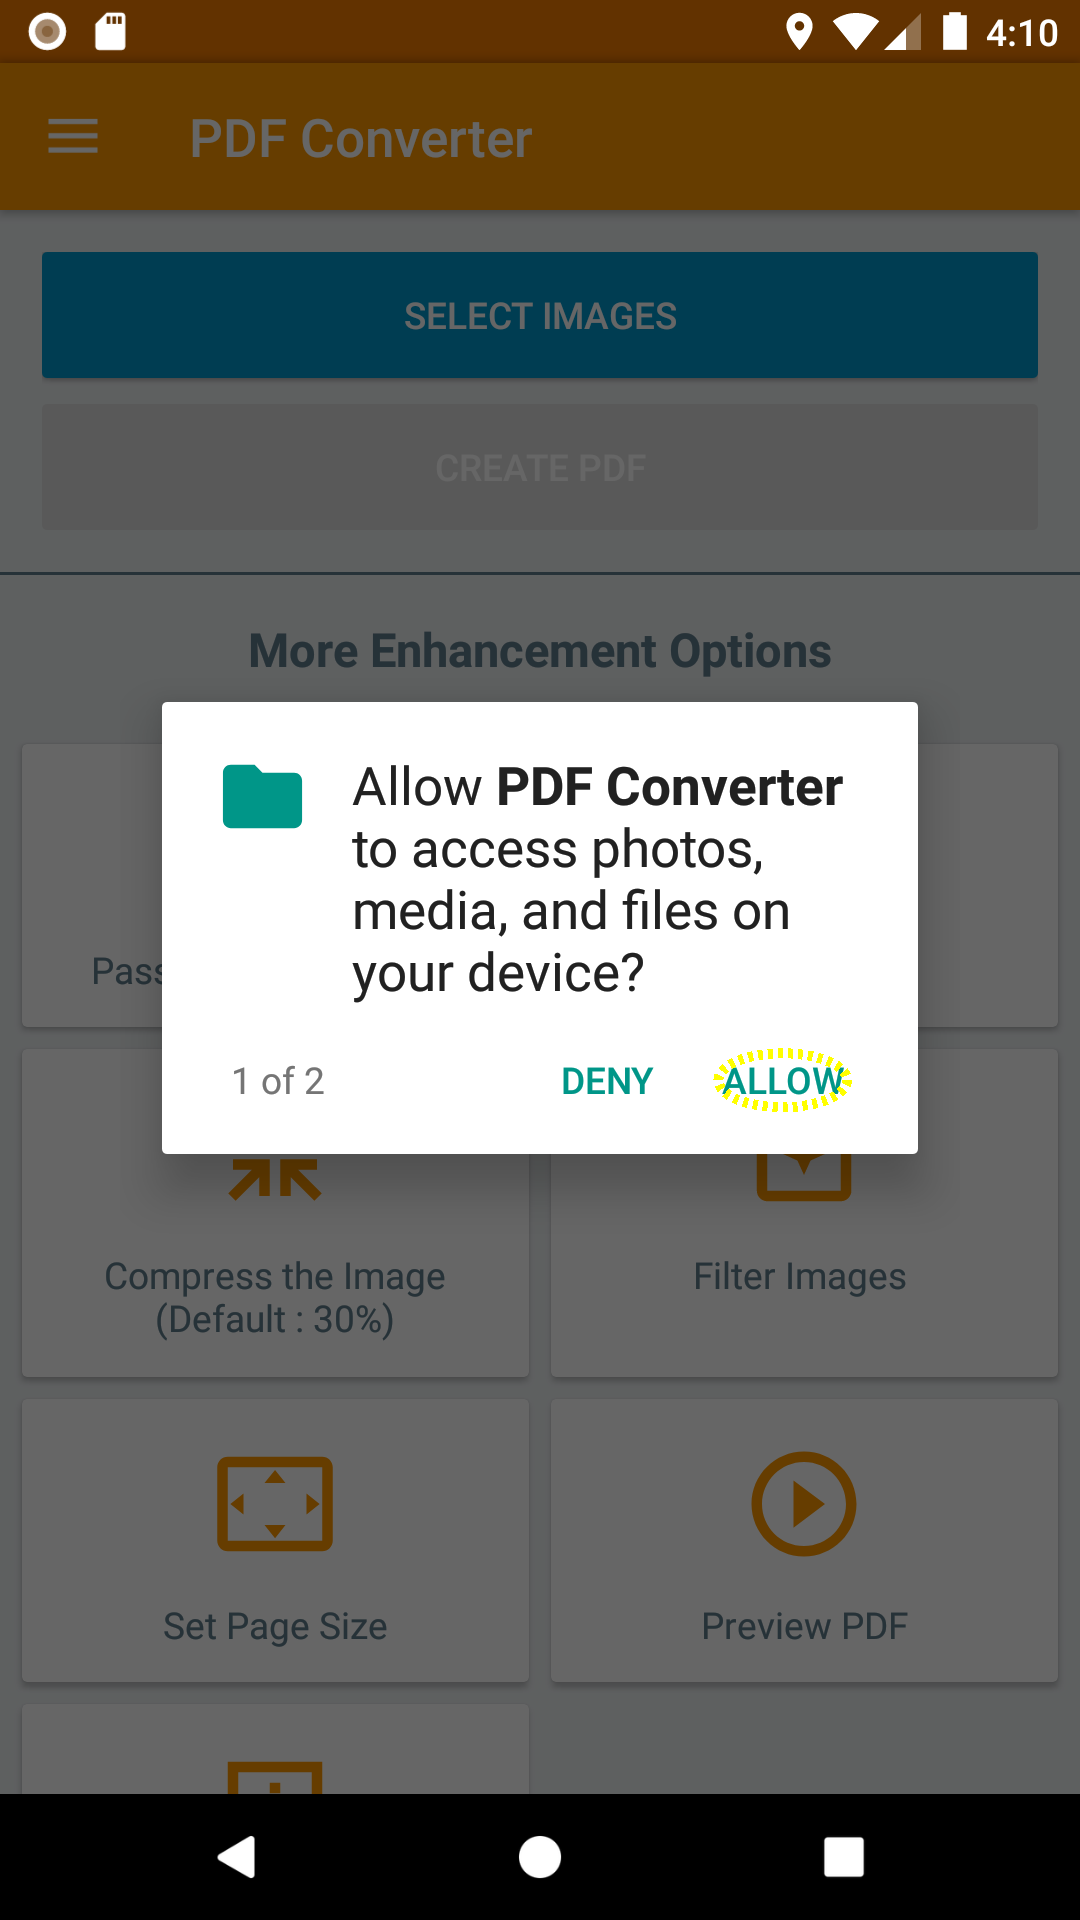 4:10
PDF Converter
SELECT IMAGES
CREATE PDF
More Enhancement Options
Allow PDF Converter
to access photos,
media, and files on
your device?
1 of 2
DENY
ALLOW
Compress the Image
(Default : 30%)
Filter Images
Set Page Size
Preview PDF